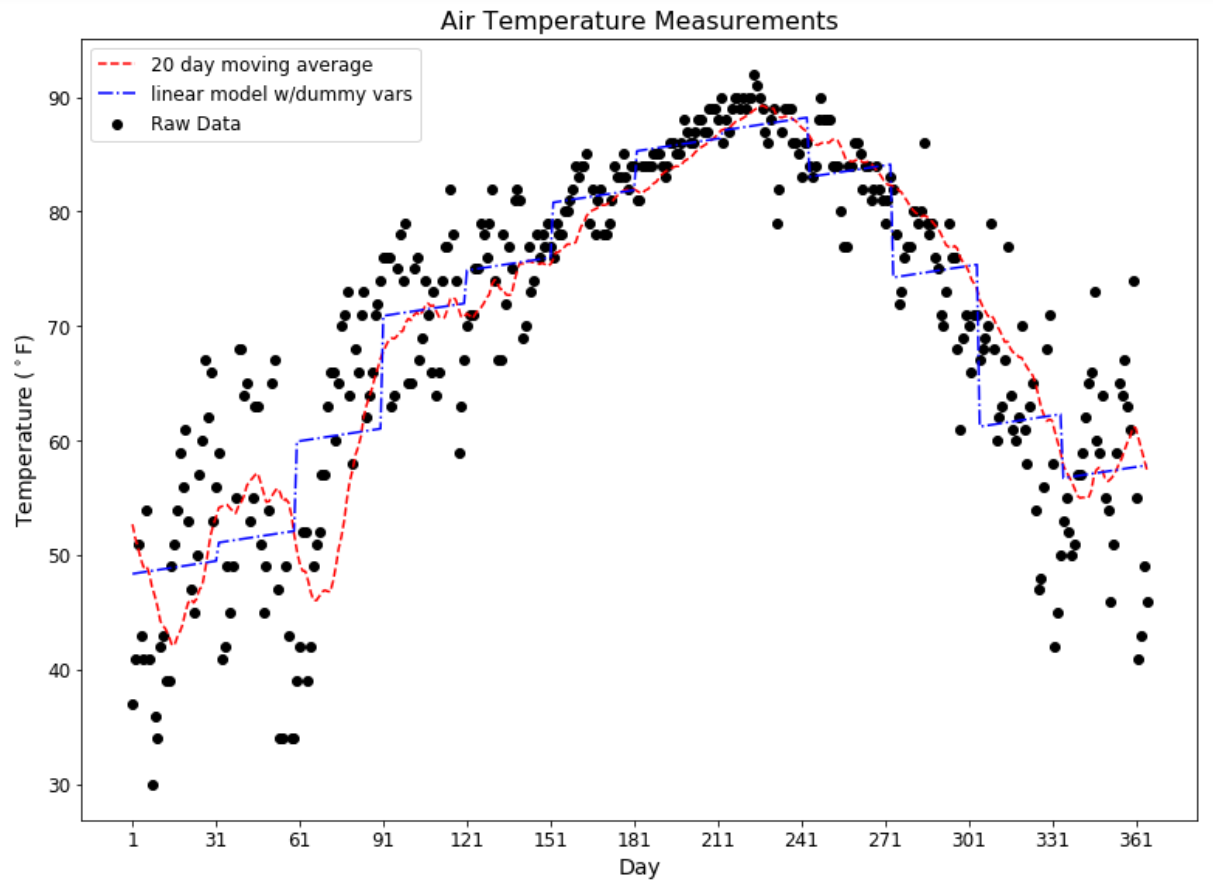 Air Temperature Measurements
20 day moving average
linear model w/dummy vars
Raw Data
Temperature (°F)
90
80
70
60
50
40
30
1 31 61 91 121 151 181 211 241 271 301 331 361
Day